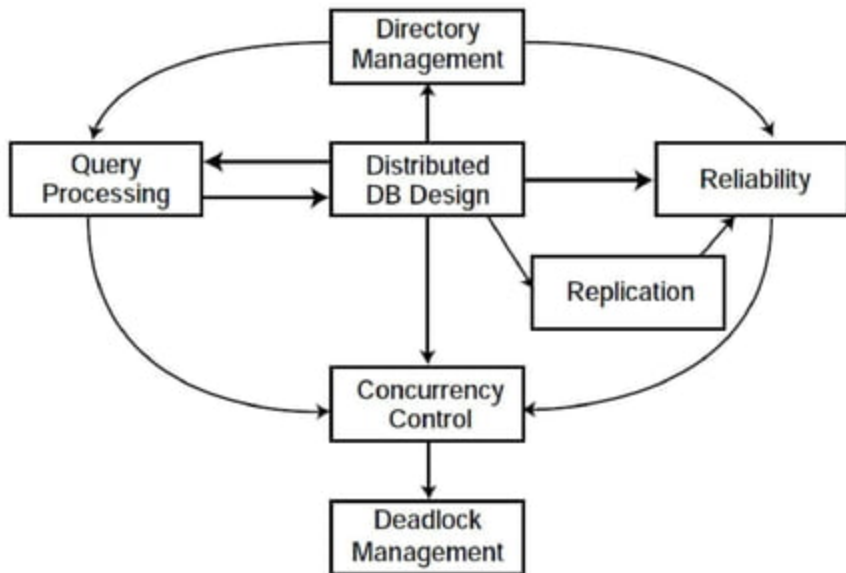 Directory
Management
Query
Processing
Distributed
DB Design
Reliability
Replication
Concurrency
Control
Deadlock
Management